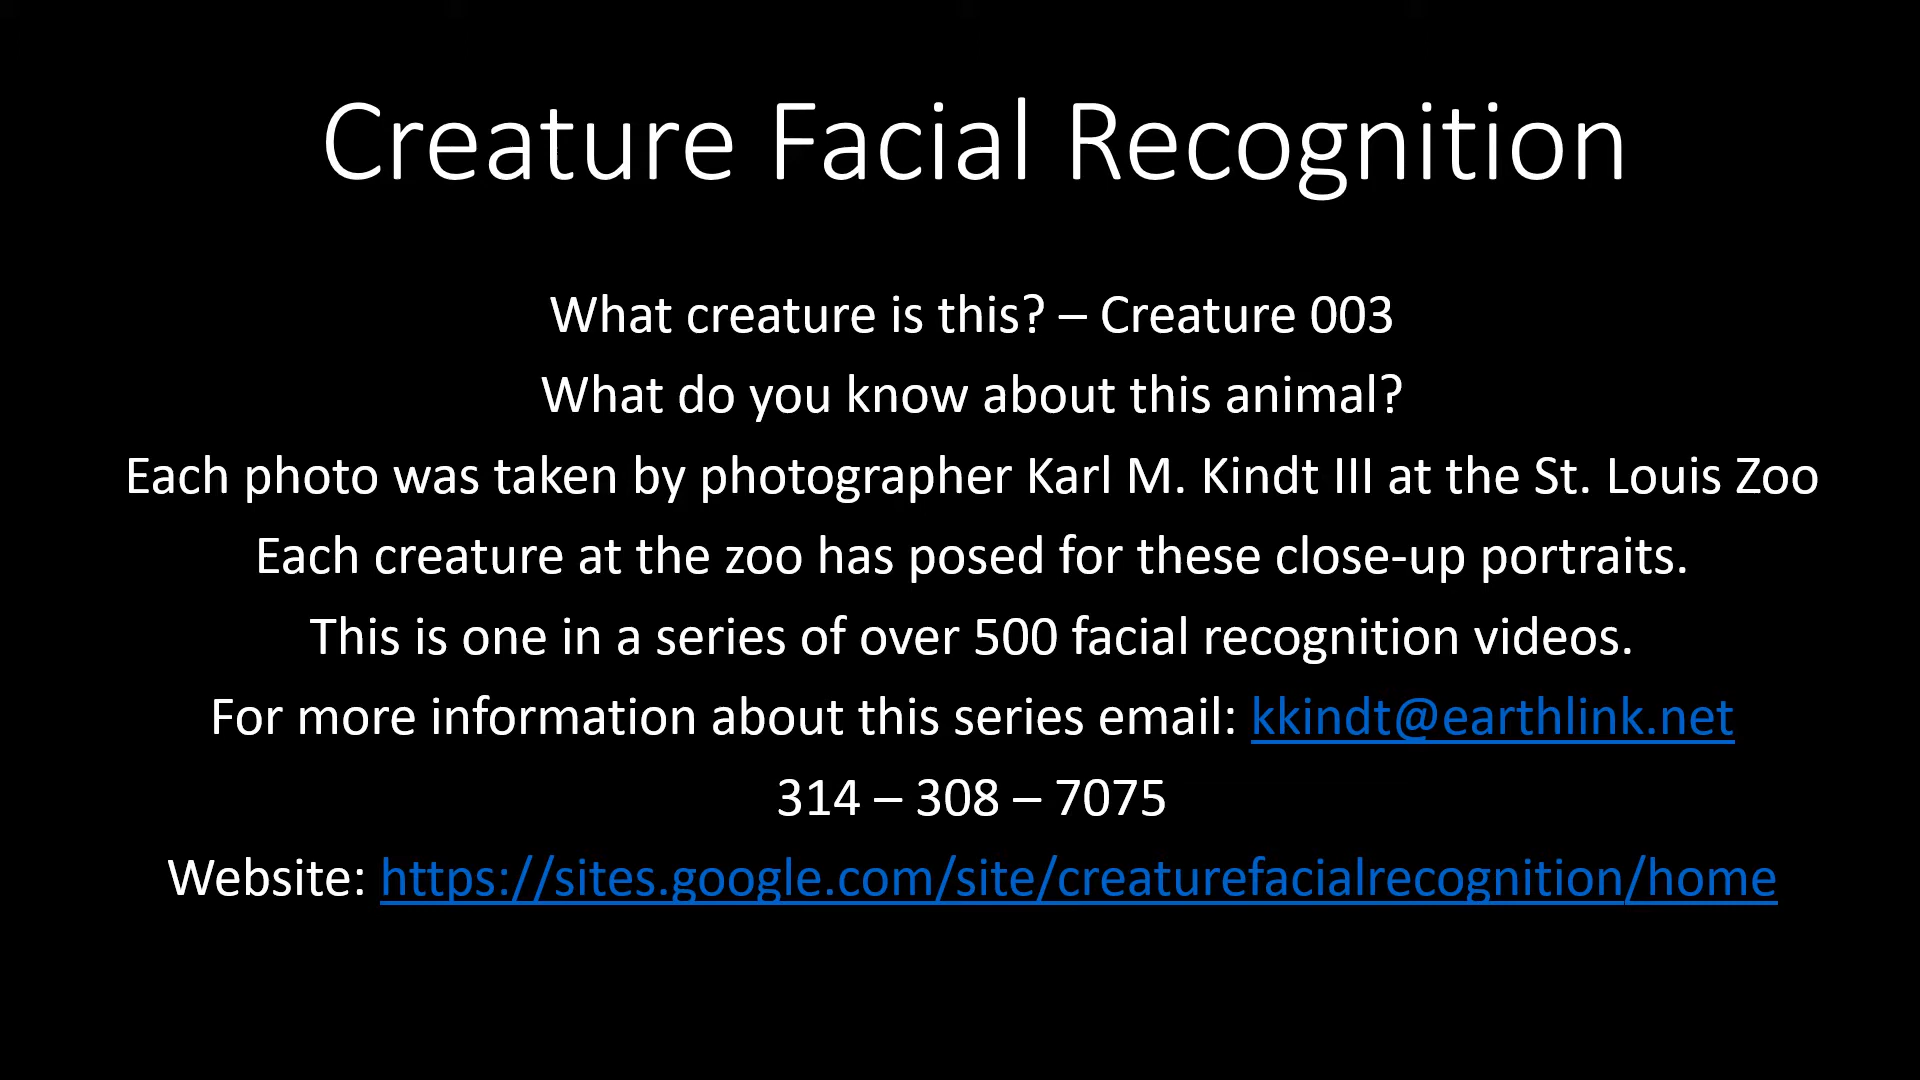 Creature Facial Recognition
What creature is this? – Creature 003
What do you know about this animal?
Each photo was taken by photographer Karl M. Kindt III at the St. Louis Zoo
Each creature at the zoo has posed for these close-up portraits.
This is one in a series of over 500 facial recognition videos.
For more information about this series email: kkindt@earthlink.net
314 – 308 – 7075
Website: https://sites.google.com/site/creaturefacialrecognition/home